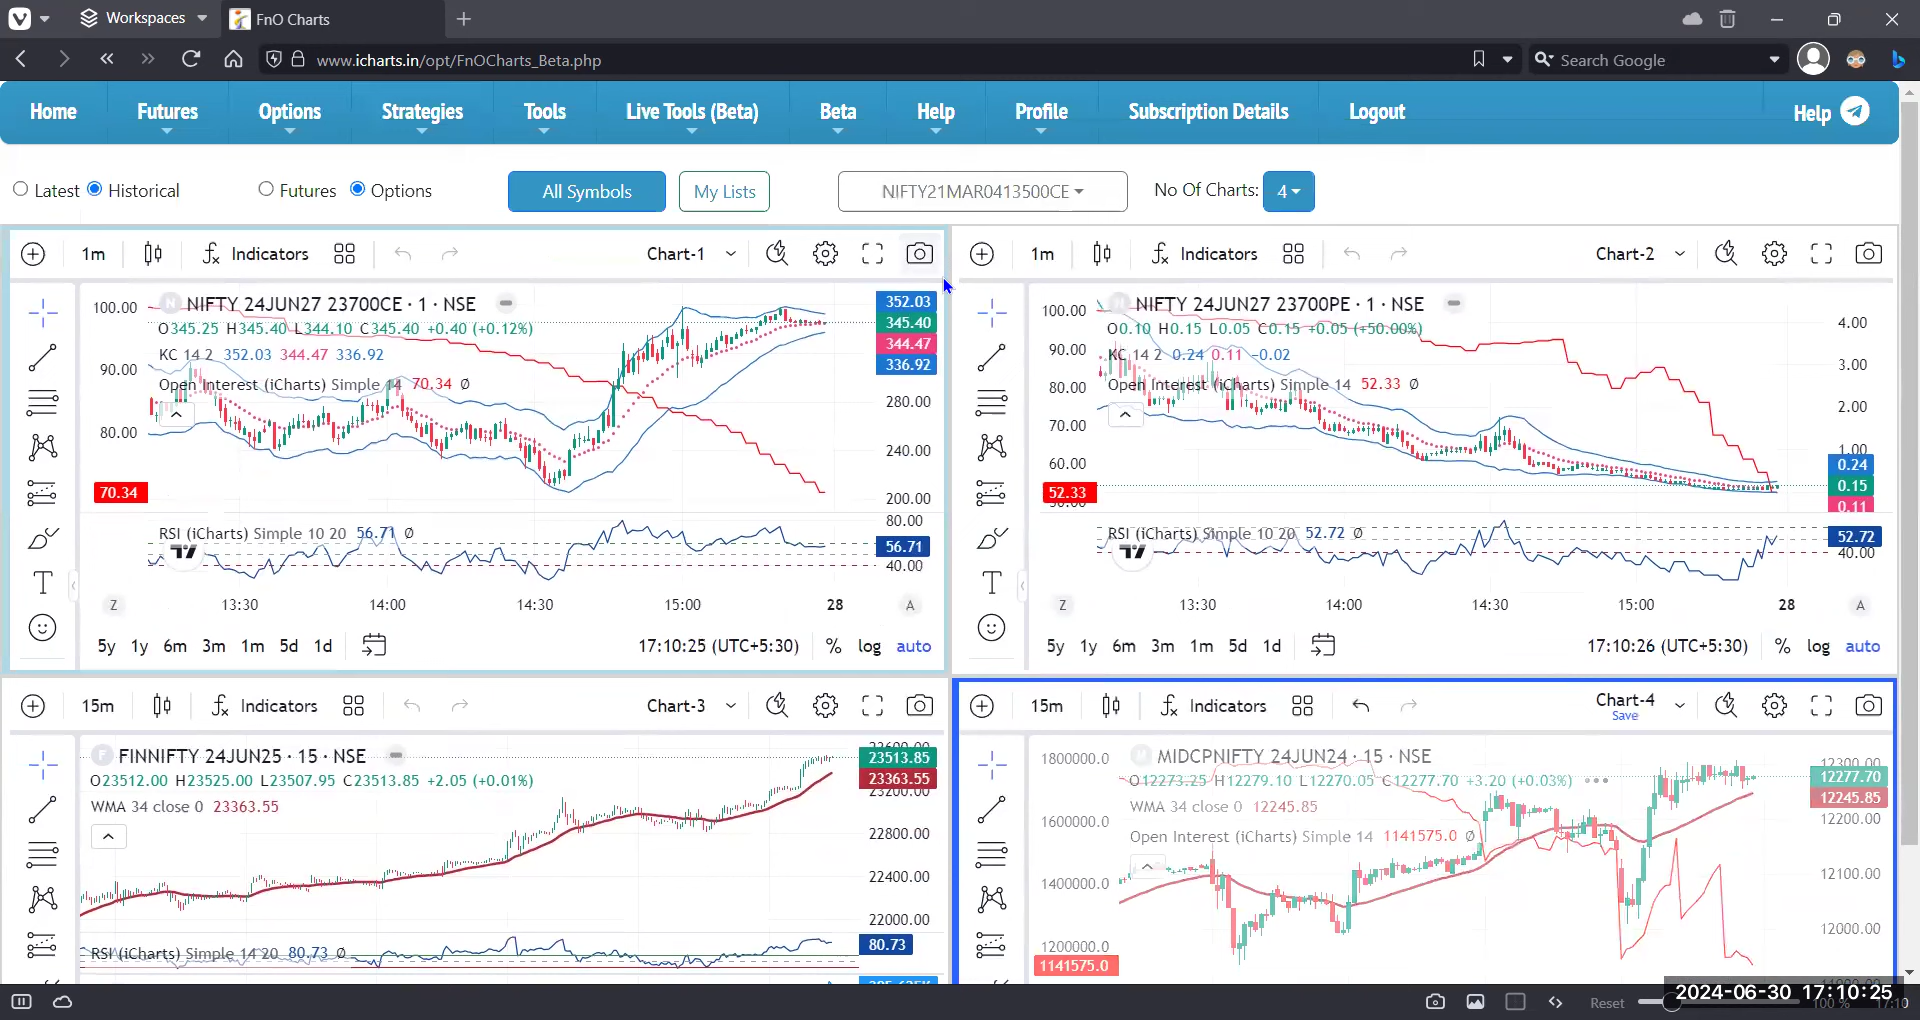 Workspaces
FnO Charts
www.icharts.in/opt/FnOCharts_Beta.php
Search Google
Home Futures Options Strategies Tools Live Tools (Beta) Beta Help Profile Subscription Details Logout Help
Latest Historical Futures Options All Symbols My Lists NIFTY21MAR0413500CE No Of Charts: 4
1m Indicators Chart-1
NIFTY 24JUN27 23700CE · 1 · NSE
O345.25 H345.40 L344.10 C345.40 +0.40 (+0.12%)
KC 14 2 352.03 344.47 336.92
Open Interest (iCharts) Simple 14 70.34 Ø
100.00
90.00
80.00
70.34
352.03
345.40
344.47
336.92
280.00
240.00
200.00
RSI (iCharts) Simple 10 20 56.71 Ø
80.00
56.71
40.00
Z 13:30 14:00 14:30 15:00 28 A
5y 1y 6m 3m 1m 5d 1d 17:10:25 (UTC+5:30) % log auto
1m Indicators Chart-2
NIFTY 24JUN27 23700PE · 1 · NSE
O0.10 H0.15 L0.05 C0.15 +0.05 (+50.00%)
KC 14 2 0.24 0.11 −0.02
Open Interest (iCharts) Simple 14 52.33 Ø
100.00
90.00
80.00
70.00
60.00
52.33
4.00
3.00
2.00
1.00
0.24
0.15
0.11
RSI (iCharts) Simple 10 20 52.72 Ø
52.72
40.00
Z 13:30 14:00 14:30 15:00 28 A
5y 1y 6m 3m 1m 5d 1d 17:10:26 (UTC+5:30) % log auto
15m Indicators Chart-3
FINNIFTY 24JUN25 · 15 · NSE
O23512.00 H23525.00 L23507.95 C23513.85 +2.05 (+0.01%)
WMA 34 close 0 23363.55
23513.85
23363.55
23200.00
22800.00
22400.00
22000.00
RSI (iCharts) Simple 14 20 80.73 Ø
80.73
15m Indicators Chart-4
Save
MIDCPNIFTY 24JUN24 · 15 · NSE
O12273.25 H12279.10 L12270.05 C12277.70 +3.20 (+0.03%)
WMA 34 close 0 12245.85
Open Interest (iCharts) Simple 14 1141575.0 Ø
1800000.0
1600000.0
1400000.0
1200000.0
1141575.0
12300.00
12277.70
12245.85
12200.00
12100.00
12000.00
Reset
2024-06-30 17:10:25